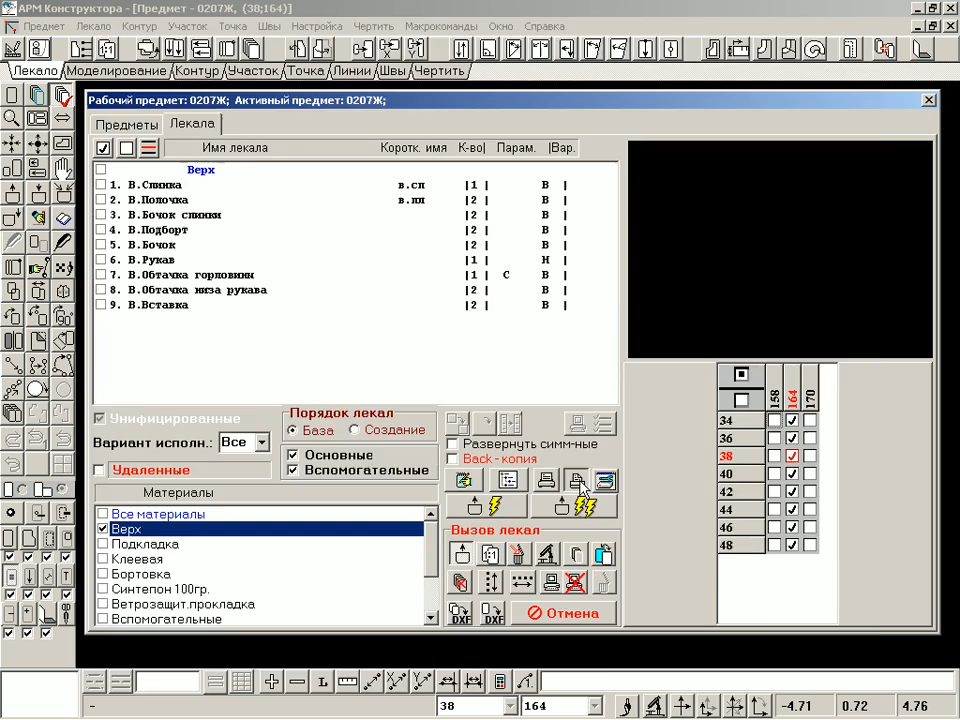 АРМ Конструктора - [Предмет - 0207Ж, (38;164)]
Предмет Лекало Контур Участок Точка Швы Настройка Чертить Макрокоманды Окно Справка
Лекало Моделирование Контур Участок Точка Линии Швы Чертить
Рабочий предмет: 0207Ж; Активный предмет: 0207Ж;
Предметы Лекала
Имя лекала Коротк. имя К-во| Парам. |Вар.
Верх
1. В.Спинка в.сп |1 | В |
2. В.Полочка в.пл |2 | В |
3. В.Бочок спинки |2 | В |
4. В.Подборт |2 | В |
5. В.Бочок |2 | В |
6. В.Рукав |1 | Н |
7. В.Обтачка горловины |1 | С В |
8. В.Обтачка низа рукава |2 | В |
9. В.Вставка |2 | В |
158 164 170
34
36
38
40
42
44
46
48
Унифицированные
Порядок лекал
База Создание
Вариант исполн.: Все
Основные
Удаленные
Вспомогательные
Развернуть симм-ные
Back - копия
Материалы
Все материалы
Верх
Подкладка
Клеевая
Бортовка
Синтепон 100гр.
Ветрозащит.прокладка
Вспомогательные
Вызов лекал
DXF DXF
Отмена
- 38 164 -4.71 0.72 4.76